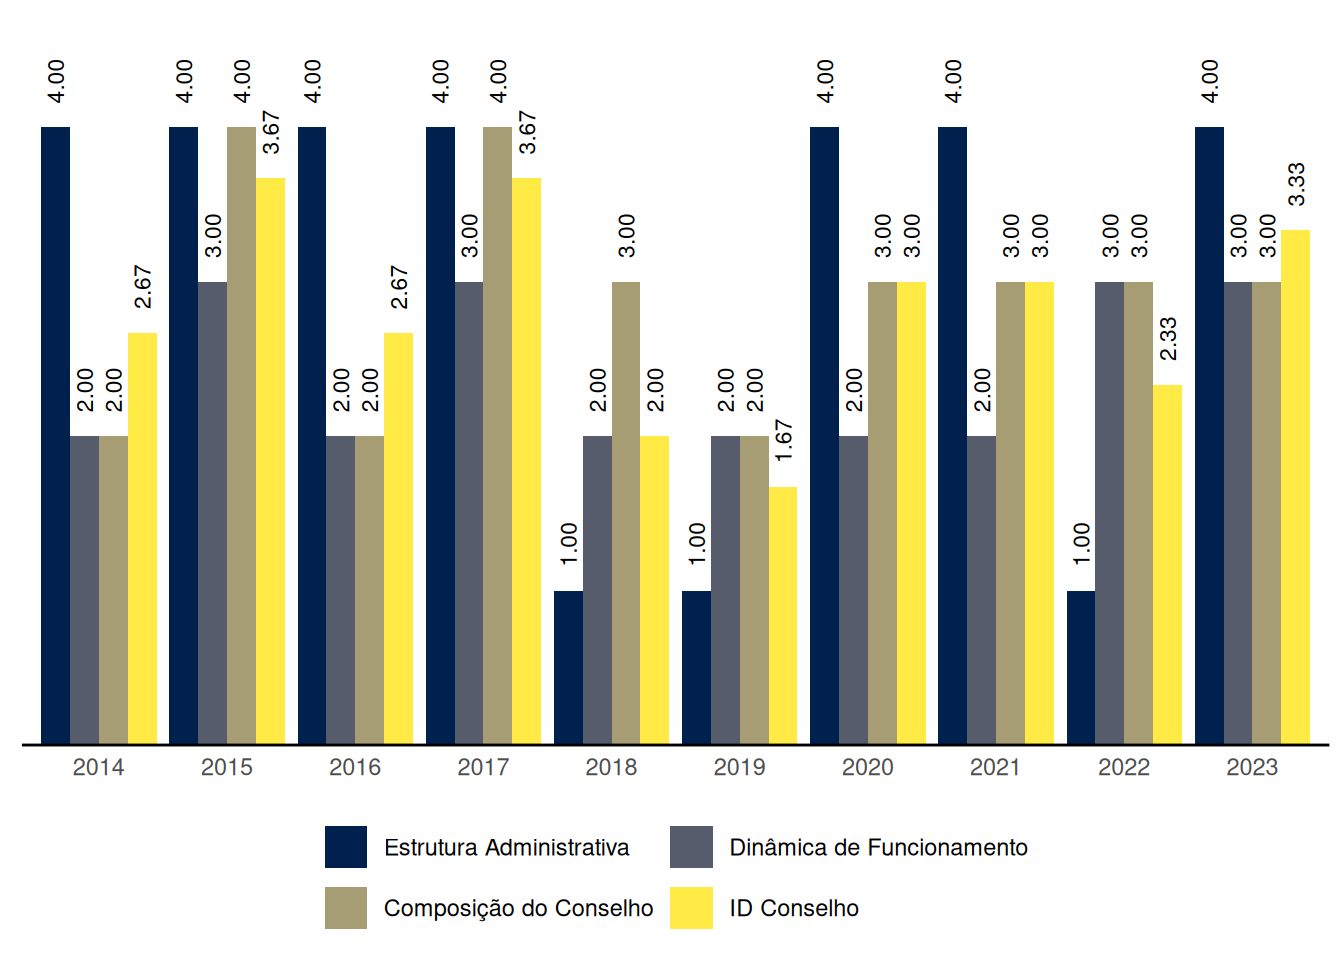 4.00 2.00 2.00 2.67
4.00 3.00 4.00 3.67
4.00 2.00 2.00 2.67
4.00 3.00 4.00 3.67
1.00 2.00 3.00 2.00
1.00 2.00 2.00 1.67
4.00 2.00 3.00 3.00
4.00 2.00 3.00 3.00
1.00 3.00 3.00 2.33
4.00 3.00 3.00 3.33
2014 2015 2016 2017 2018 2019 2020 2021 2022 2023
Estrutura Administrativa Dinâmica de Funcionamento
Composição do Conselho ID Conselho